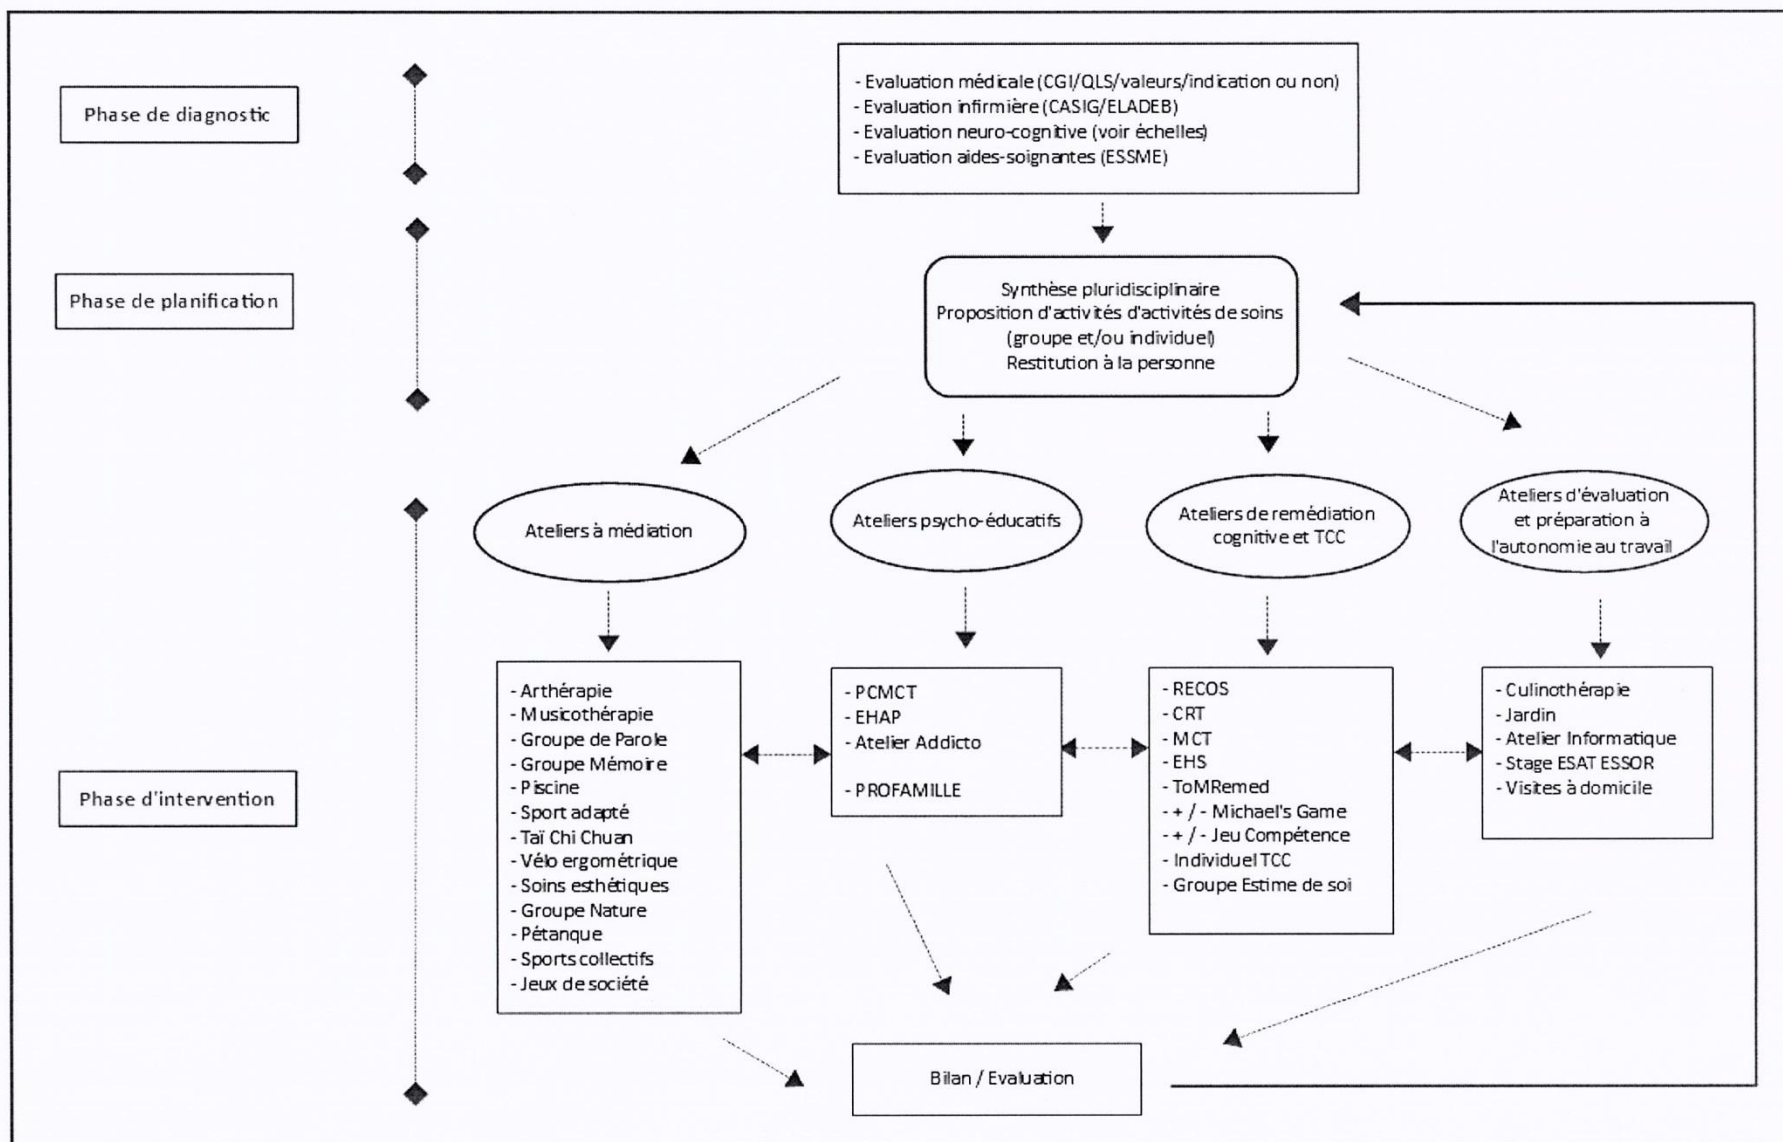 Phase de diagnostic
- Evaluation médicale (CGI/QLS/valeurs/indication ou non)
- Evaluation infirmière (CASIG/ELADEB)
- Evaluation neuro-cognitive (voir échelles)
- Evaluation aides-soignantes (ESSME)
Phase de planification
Synthèse pluridisciplinaire
Proposition d'activités d'activités de soins
(groupe et/ou individuel)
Restitution à la personne
Ateliers à médiation
Ateliers psycho-éducatifs
Ateliers de remédiation
cognitive et TCC
Ateliers d'évaluation
et préparation à
l'autonomie au travail
Phase d'intervention
- Arthérapie
- Musicothérapie
- Groupe de Parole
- Groupe Mémoire
- Piscine
- Sport adapté
- Taï Chi Chuan
- Vélo ergométrique
- Soins esthétiques
- Groupe Nature
- Pétanque
- Sports collectifs
- Jeux de société
- PCMCT
- EHAP
- Atelier Addicto
- PROFAMILLE
- RECOS
- CRT
- MCT
- EHS
- ToMRemed
- + / - Michael's Game
- + / - Jeu Compétence
- Individuel TCC
- Groupe Estime de soi
- Culinothérapie
- Jardin
- Atelier Informatique
- Stage ESAT ESSOR
- Visites à domicile
Bilan / Evaluation